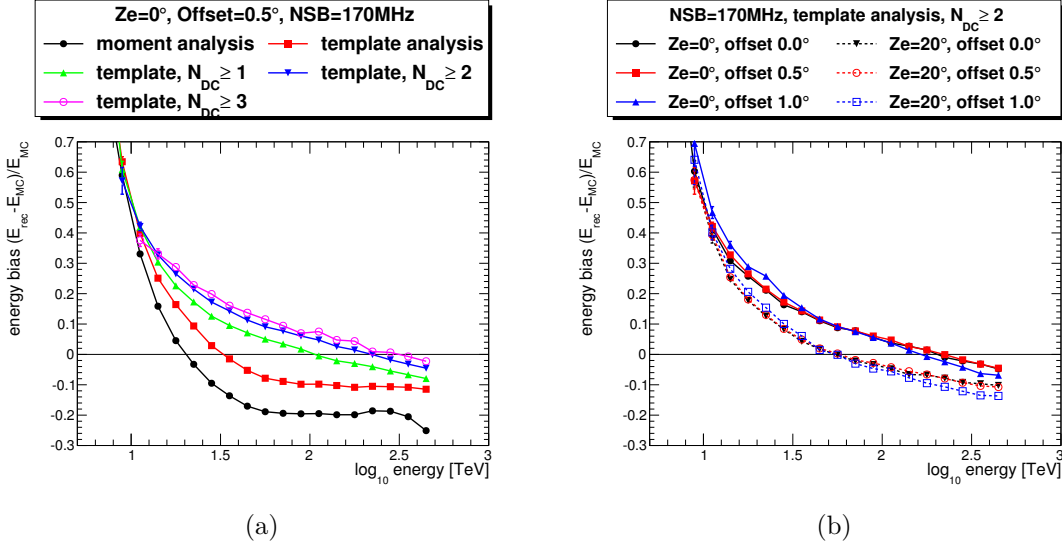 Ze=0°, Offset=0.5°, NSB=170MHz
moment analysis
template analysis
template, N_DC ≥ 1
template, N_DC ≥ 2
template, N_DC ≥ 3
energy bias (E_rec-E_MC)/E_MC
0.7
0.6
0.5
0.4
0.3
0.2
0.1
0
-0.1
-0.2
-0.3
1
1.5
2
2.5
3
log_10 energy [TeV]
(a)
NSB=170MHz, template analysis, N_DC ≥ 2
Ze=0°, offset 0.0°
Ze=20°, offset 0.0°
Ze=0°, offset 0.5°
Ze=20°, offset 0.5°
Ze=0°, offset 1.0°
Ze=20°, offset 1.0°
energy bias (E_rec-E_MC)/E_MC
0.7
0.6
0.5
0.4
0.3
0.2
0.1
0
-0.1
-0.2
-0.3
1
1.5
2
2.5
3
log_10 energy [TeV]
(b)